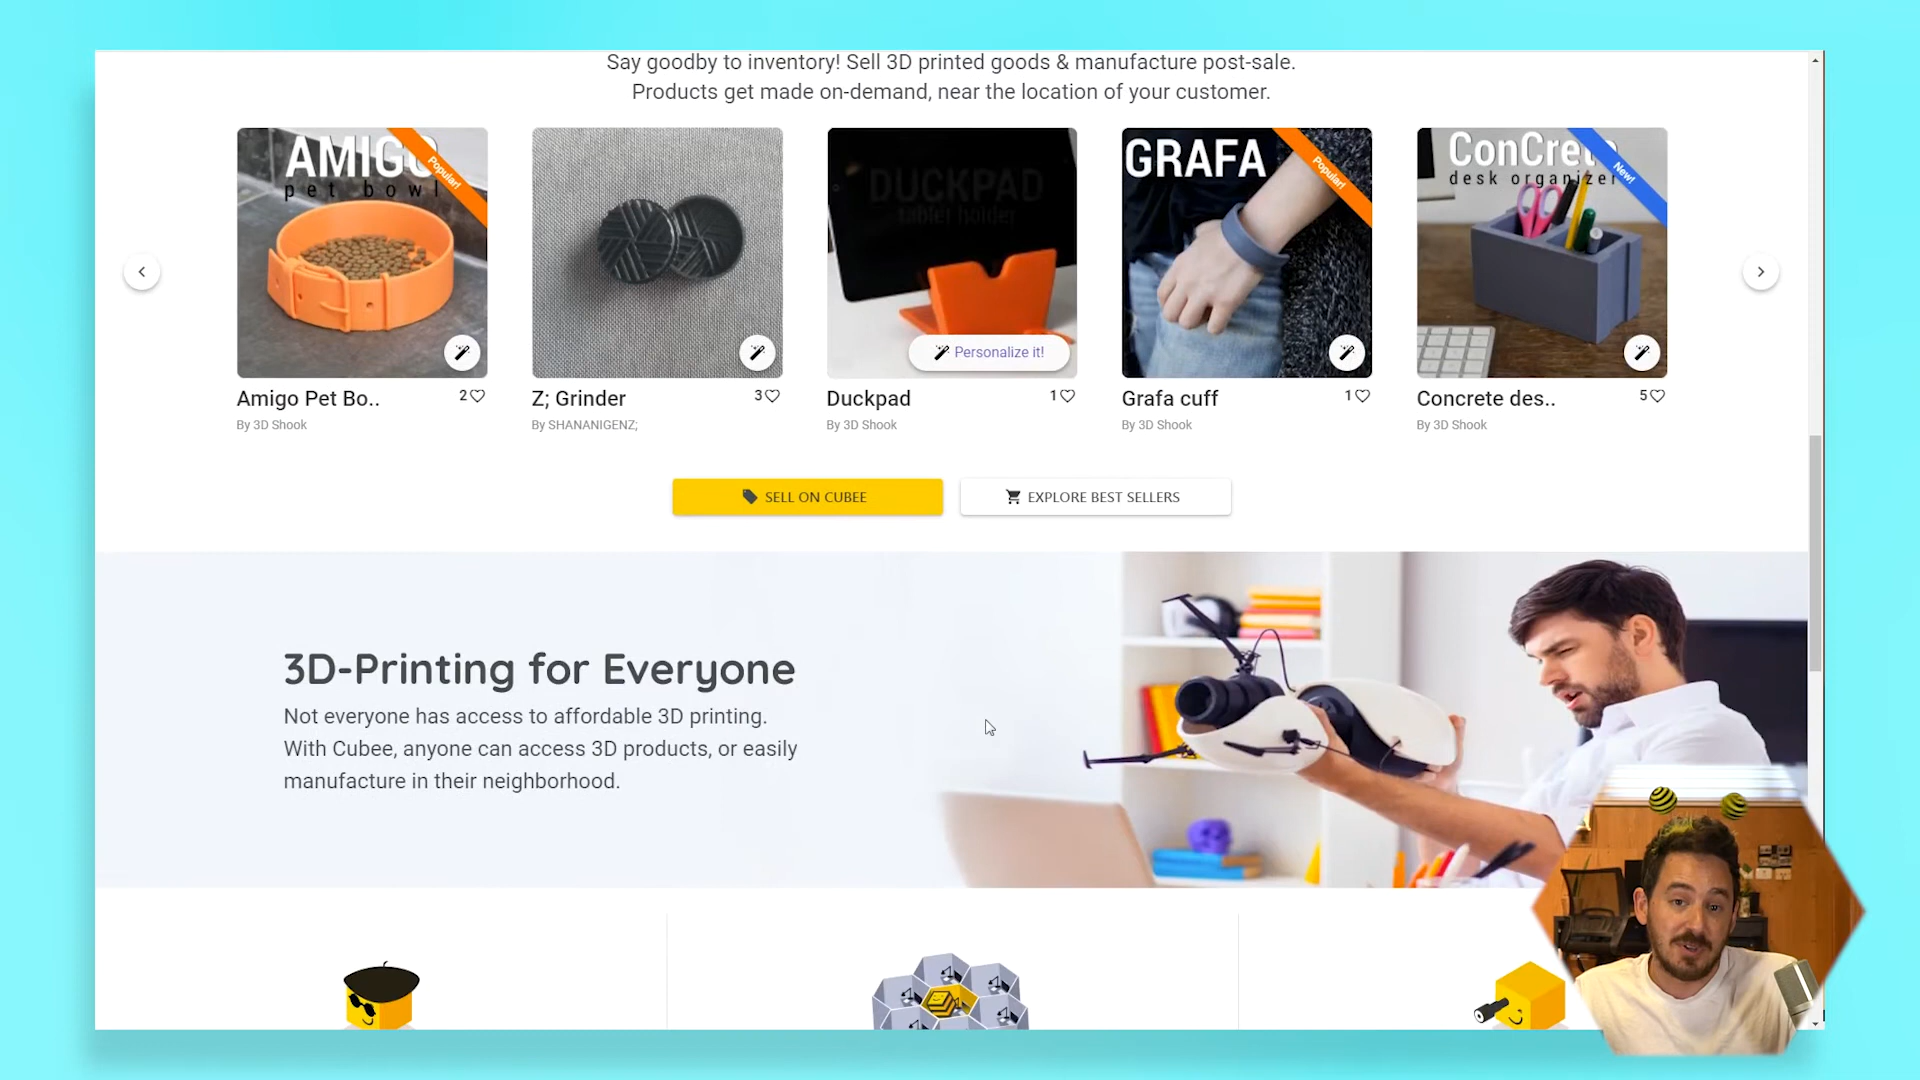 Say goodby to inventory! Sell 3D printed goods & manufacture post-sale.
Products get made on-demand, near the location of your customer.
AMIGO
pet bowl
Popular!
DUCKPAD
tablet holder
GRAFA
Popular!
ConCrete
desk organizer
New!
Personalize it!
Amigo Pet Bo..
2
Z; Grinder
3
Duckpad
1
Grafa cuff
1
Concrete des..
5
By 3D Shook
By SHANANIGENZ;
By 3D Shook
By 3D Shook
By 3D Shook
SELL ON CUBEE
EXPLORE BEST SELLERS
3D-Printing for Everyone
Not everyone has access to affordable 3D printing.
With Cubee, anyone can access 3D products, or easily
manufacture in their neighborhood.